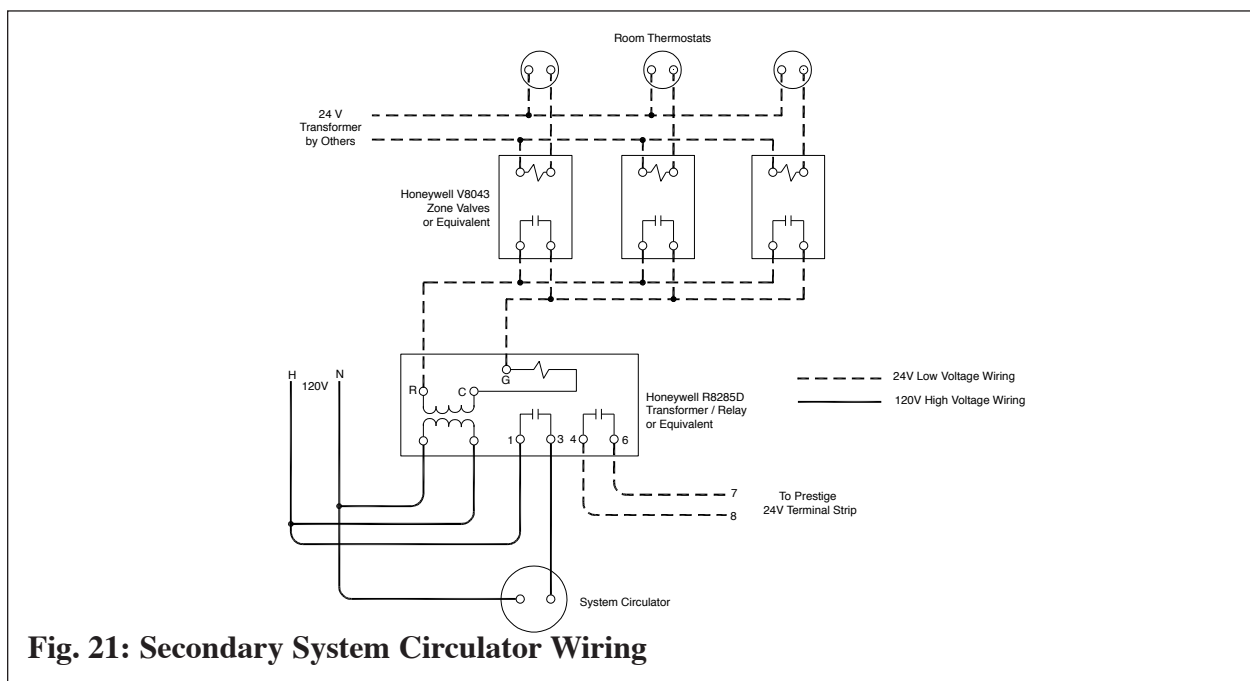 Room Thermostats
24 V
Transformer
by Others
Honeywell V8043
Zone Valves
or Equivalent
H
N
120V
R
C
G
1
3
4
6
Honeywell R8285D
Transformer / Relay
or Equivalent
24V Low Voltage Wiring
120V High Voltage Wiring
7
8
To Prestige
24V Terminal Strip
System Circulator
Fig. 21: Secondary System Circulator Wiring